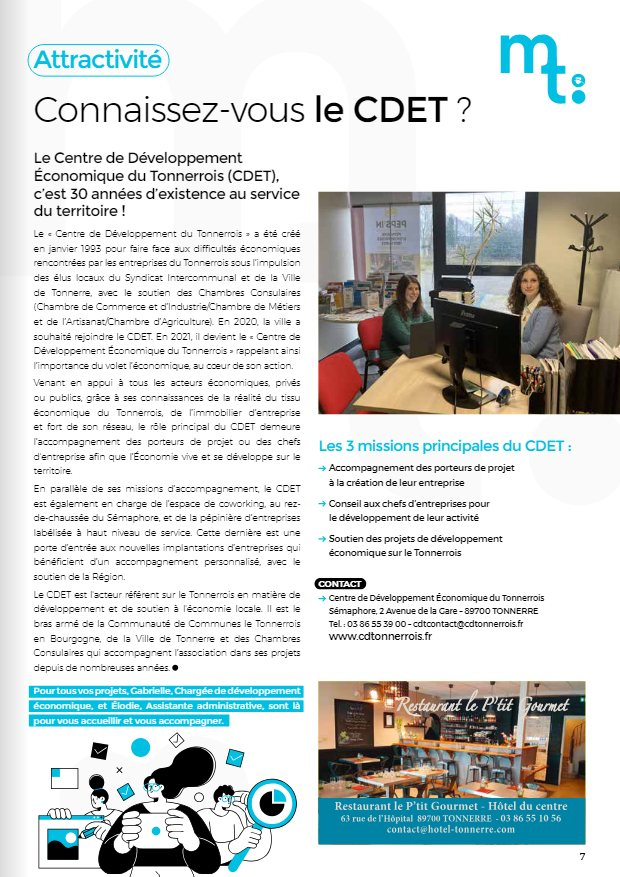 Attractivité
mt:
Connaissez-vous le CDET ?
Le Centre de Développement
Économique du Tonnerrois (CDET),
c'est 30 années d'existence au service
du territoire !
Le « Centre de Développement du Tonnerrois » a été créé
en janvier 1993 pour faire face aux difficultés économiques
rencontrées par les entreprises du Tonnerrois sous l'impulsion
des élus locaux du Syndicat Intercommunal et de la Ville
de Tonnerre, avec le soutien des Chambres Consulaires
(Chambre de Commerce et d'Industrie/Chambre de Métiers
et de l'Artisanat/Chambre d'Agriculture). En 2020, la ville a
souhaité rejoindre le CDET. En 2021, il devient le « Centre de
Développement Économique du Tonnerrois » rappelant ainsi
l'importance du volet l'économique, au cœur de son action.
Venant en appui à tous les acteurs économiques, privés
ou publics, grâce à ses connaissances de la réalité du tissu
économique du Tonnerrois, de l'immobilier d'entreprise
et fort de son réseau, le rôle principal du CDET demeure
l'accompagnement des porteurs de projet ou des chefs
d'entreprise afin que l'Économie vive et se développe sur le
territoire.
En parallèle de ses missions d'accompagnement, le CDET
est également en charge de l'espace de coworking, au rez-
de-chaussée du Sémaphore, et de la pépinière d'entreprises
labélisée à haut niveau de service. Cette dernière est une
porte d'entrée aux nouvelles implantations d'entreprises qui
bénéficient d'un accompagnement personnalisé, avec le
soutien de la Région.
Le CDET est l'acteur référent sur le Tonnerrois en matière de
développement et de soutien à l'économie locale. Il est le
bras armé de la Communauté de Communes le Tonnerrois
en Bourgogne, de la Ville de Tonnerre et des Chambres
Consulaires qui accompagnent l'association dans ses projets
depuis de nombreuses années.
Pour tous vos projets, Gabrielle, Chargée de développement
économique, et Élodie, Assistante administrative, sont là
pour vous accueillir et vous accompagner.
PEPS'IN
Les 3 missions principales du CDET :
→ Accompagnement des porteurs de projet
à la création de leur entreprise
→ Conseil aux chefs d'entreprises pour
le développement de leur activité
→ Soutien des projets de développement
économique sur le Tonnerrois
CONTACT
→ Centre de Développement Économique du Tonnerrois
Sémaphore, 2 Avenue de la Gare – 89700 TONNERRE
Tel. : 03 86 55 39 00 – cdtcontact@cdtonnerrois.fr
www.cdtonnerrois.fr
Restaurant le P'tit Gourmet
Restaurant le P'tit Gourmet - Hôtel du centre
63 rue de l'Hôpital 89700 TONNERRE - 03 86 55 10 56
contact@hotel-tonnerre.com
7